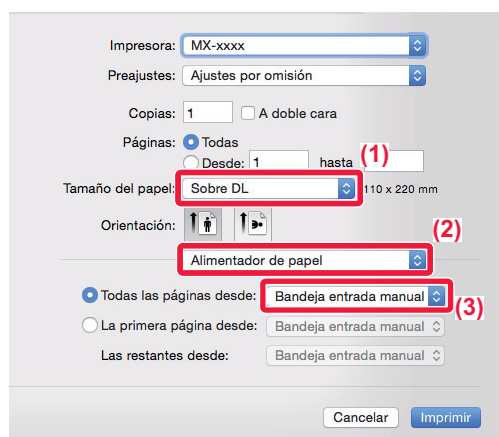 Impresora: MX-xxxx
Preajustes: Ajustes por omisión
Copias: 1 A doble cara
Páginas: Todas
(1)
Desde: 1 hasta
Tamaño del papel: Sobre DL 110 x 220 mm
Orientación:
(2)
Alimentador de papel
Todas las páginas desde: Bandeja entrada manual
(3)
La primera página desde: Bandeja entrada manual
Las restantes desde: Bandeja entrada manual
Cancelar Imprimir